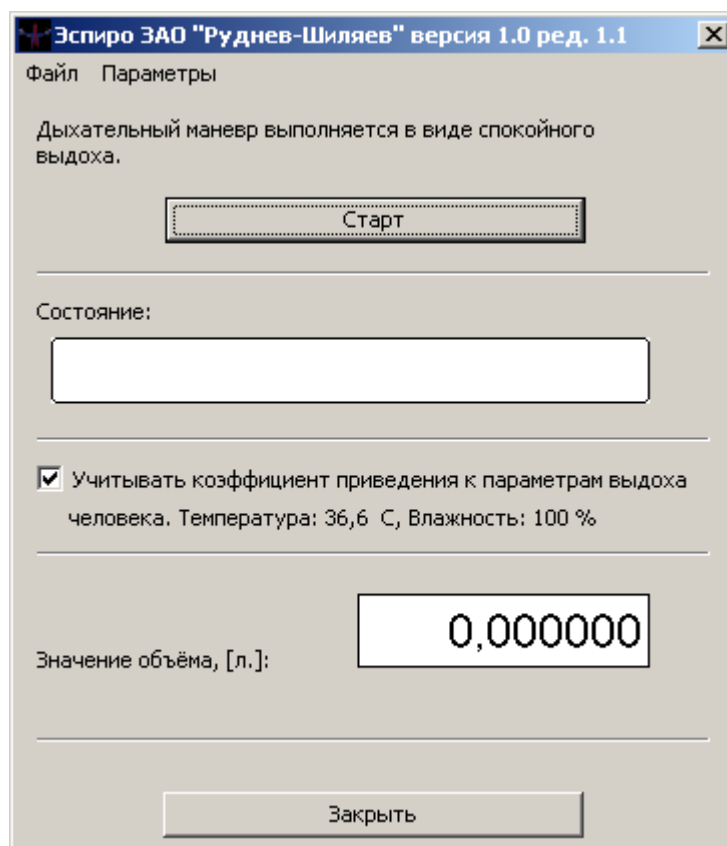 Эспиро ЗАО "Руднев-Шиляев" версия 1.0 ред. 1.1
Файл Параметры
Дыхательный маневр выполняется в виде спокойного
выдоха.
Старт
Состояние:
Учитывать коэффициент приведения к параметрам выдоха
человека. Температура: 36,6 С, Влажность: 100 %
0,000000
Значение объёма, [л.]:
Закрыть